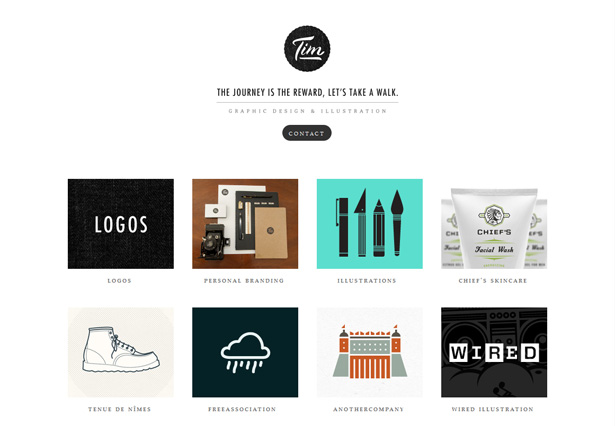 Tim
THE JOURNEY IS THE REWARD, LET'S TAKE A WALK.
GRAPHIC DESIGN & ILLUSTRATION
CONTACT
LOGOS
CHIEF'S
Facial Wash
LOGOS
PERSONAL BRANDING
ILLUSTRATIONS
CHIEF'S SKINCARE
WIRED
&
TENUE DE NÎMES
FREEASSOCIATION
ANOTHERCOMPANY
WIRED ILLUSTRATION